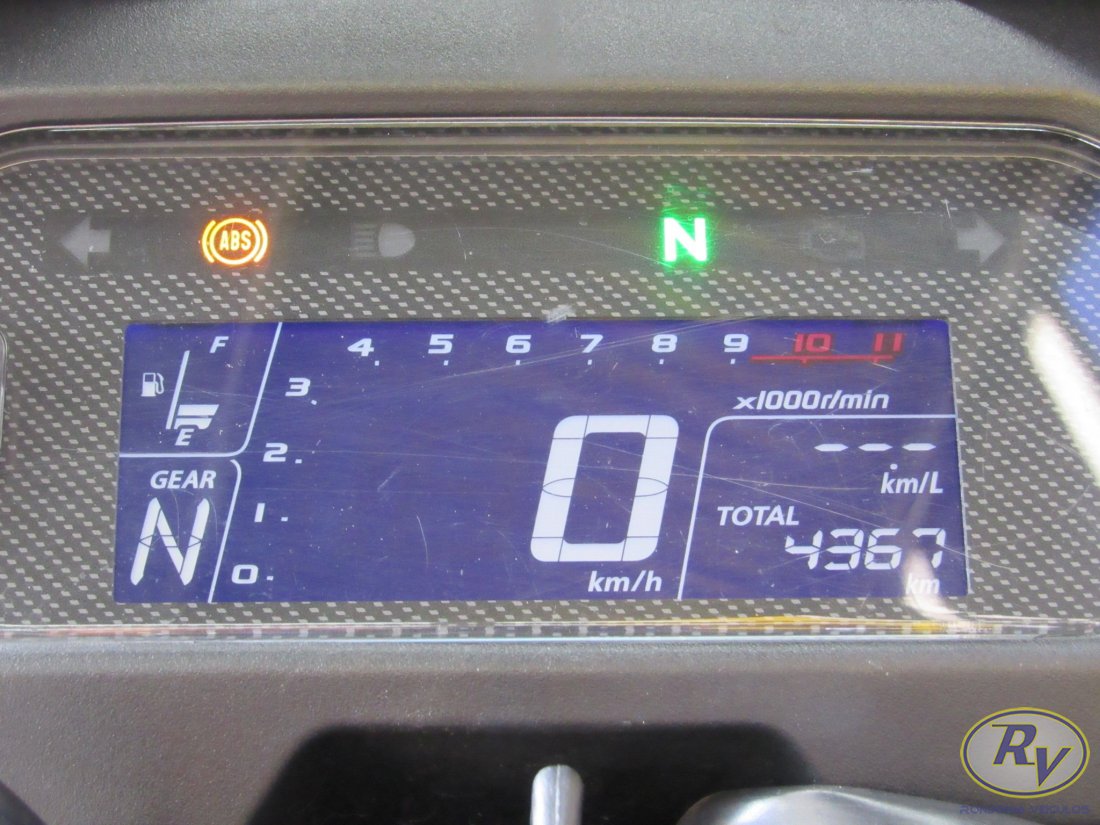 ABS N
F 4 5 6 7 8 9 10 11
3
x1000r/min
E
2
---
GEAR
km/L
N
1
0
TOTAL
4367
0
km/h
km
RV